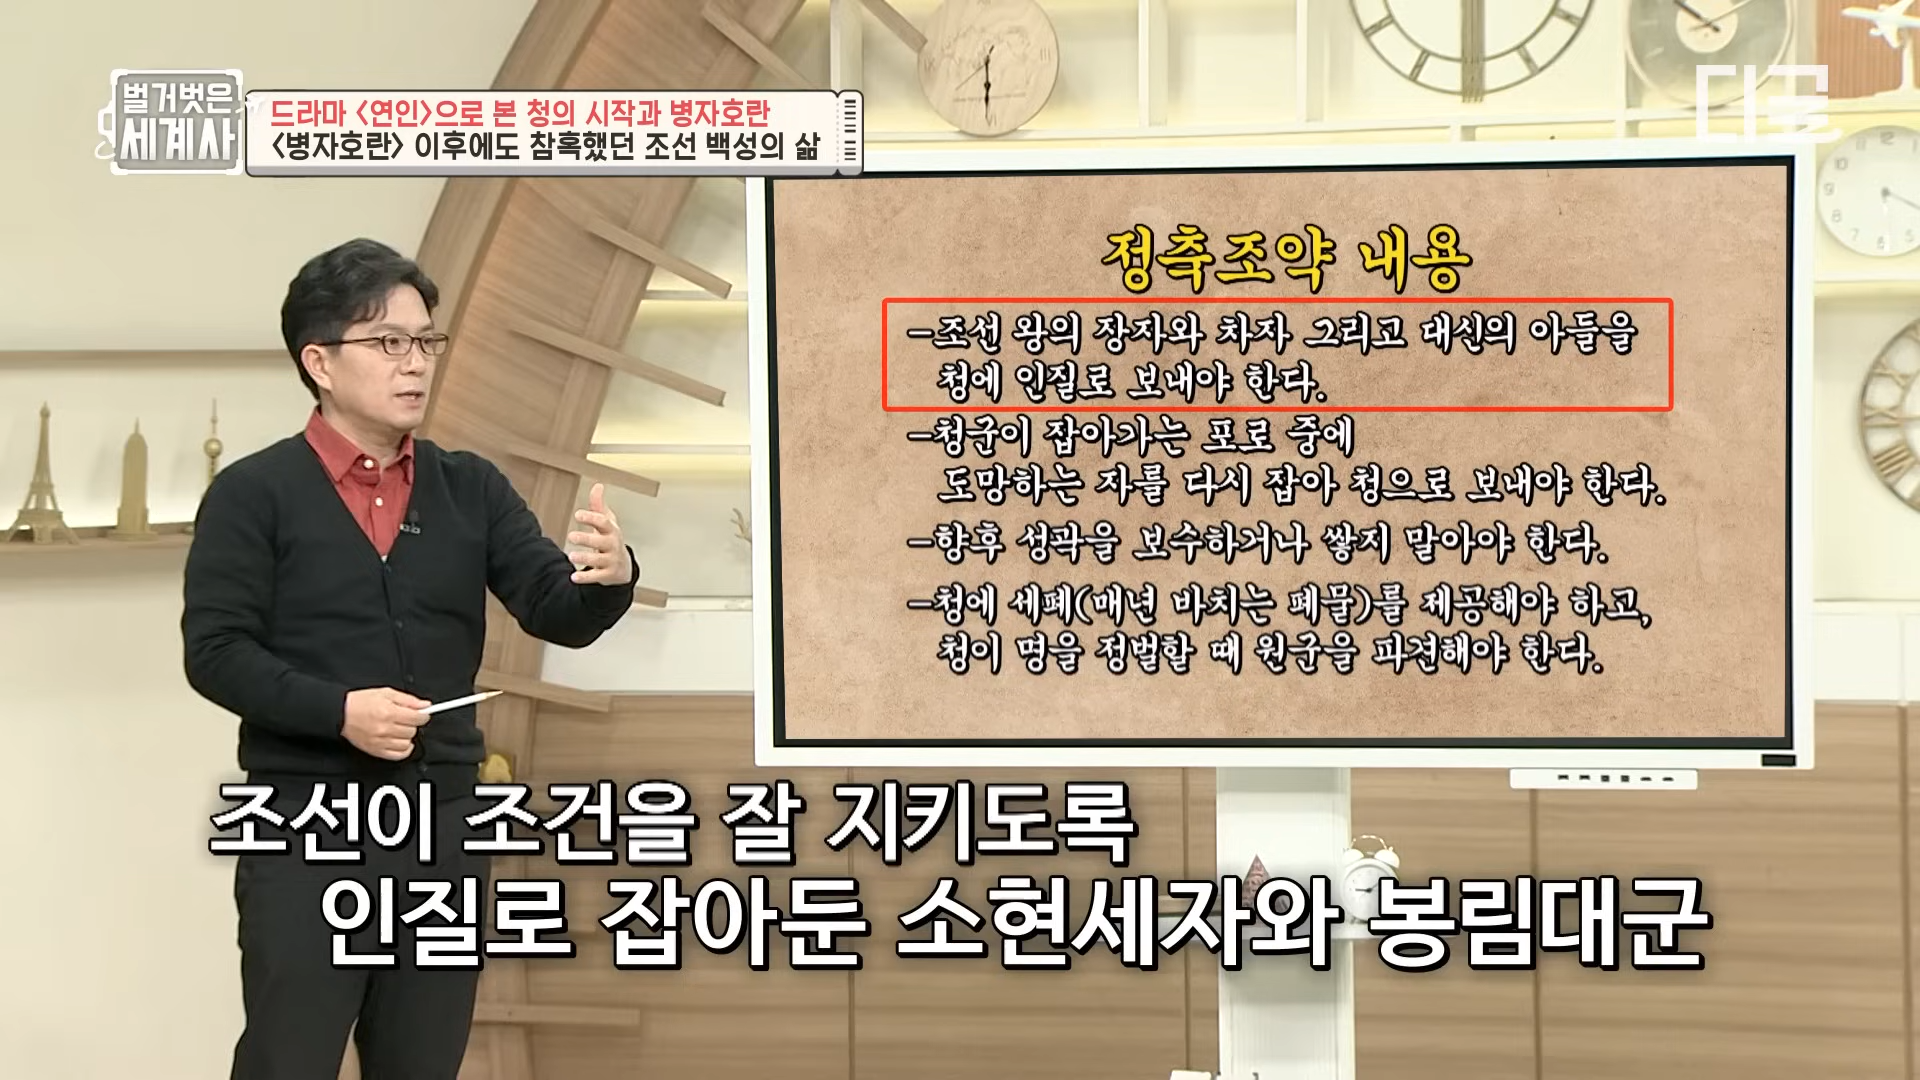 벌거벗은
세계사
드라마 <연인>으로 본 청의 시작과 병자호란
<병자호란> 이후에도 참혹했던 조선 백성의 삶
디글
정축조약 내용
-조선 왕의 장자와 차자 그리고 대신의 아들을
청에 인질로 보내야 한다.
-청군이 잡아가는 포로 중에
도망하는 자를 다시 잡아 청으로 보내야 한다.
-향후 성곽을 보수하거나 쌓지 말아야 한다.
-청에 세폐(매년 바치는 폐물)를 제공해야 하고,
청이 명을 정벌할 때 원군을 파견해야 한다.
조선이 조건을 잘 지키도록
인질로 잡아둔 소현세자와 봉림대군